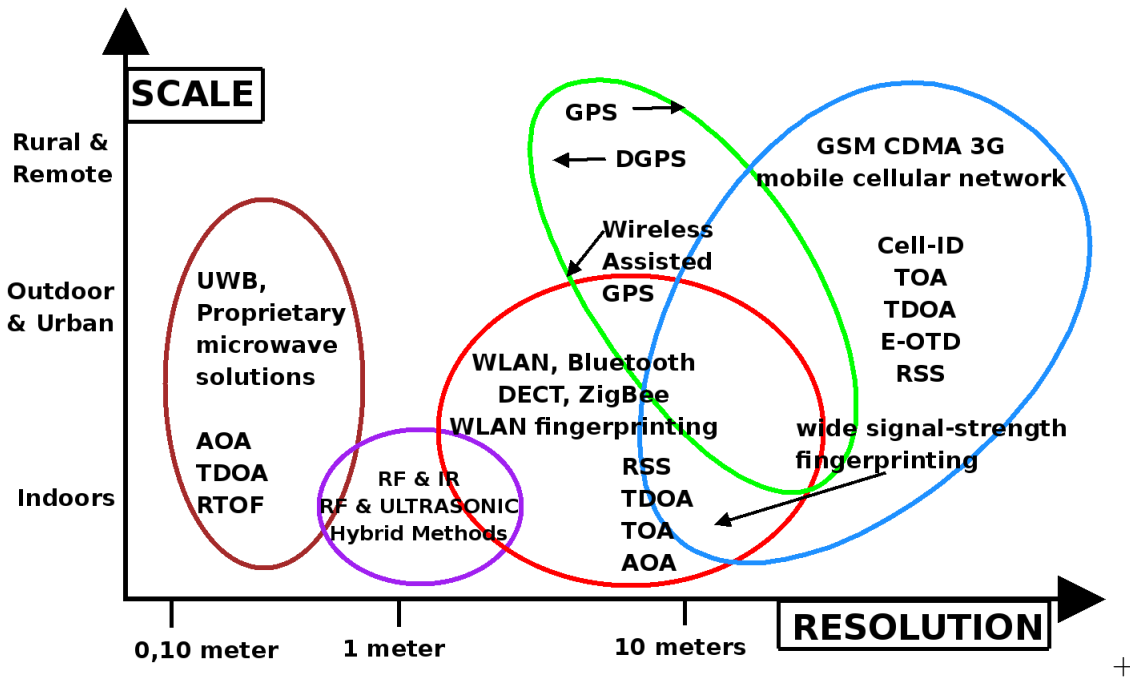 SCALE
Rural &
Remote
Outdoor
& Urban
Indoors
UWB,
Proprietary
microwave
solutions
AOA
TDOA
RTOF
RF & IR
RF & ULTRASONIC
Hybrid Methods
GPS
DGPS
Wireless
Assisted
GPS
WLAN, Bluetooth
DECT, ZigBee
WLAN fingerprinting
RSS
TDOA
TOA
AOA
GSM CDMA 3G
mobile cellular network
Cell-ID
TOA
TDOA
E-OTD
RSS
wide signal-strength
fingerprinting
0,10 meter
1 meter
10 meters
RESOLUTION
+